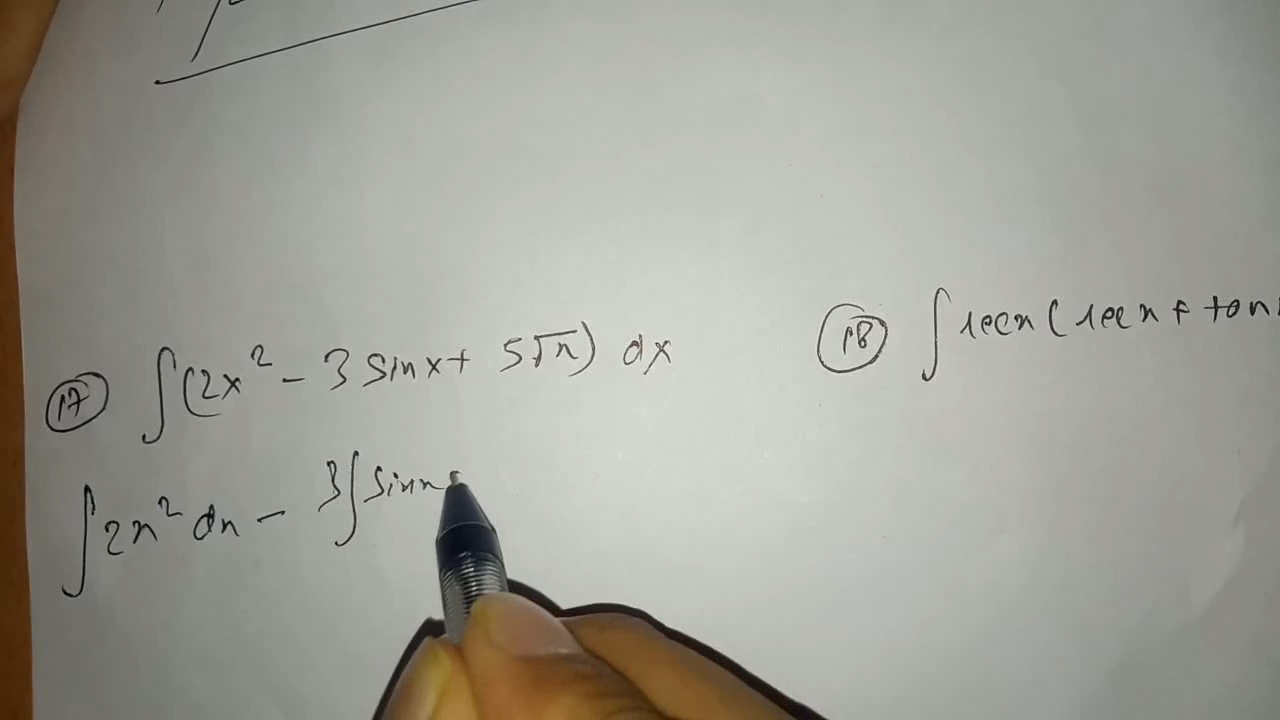 17 ∫(2x² - 3 sinx + 5√x) dx
18 ∫ secx ( secx + tan
∫2x² dx - 3∫sinx